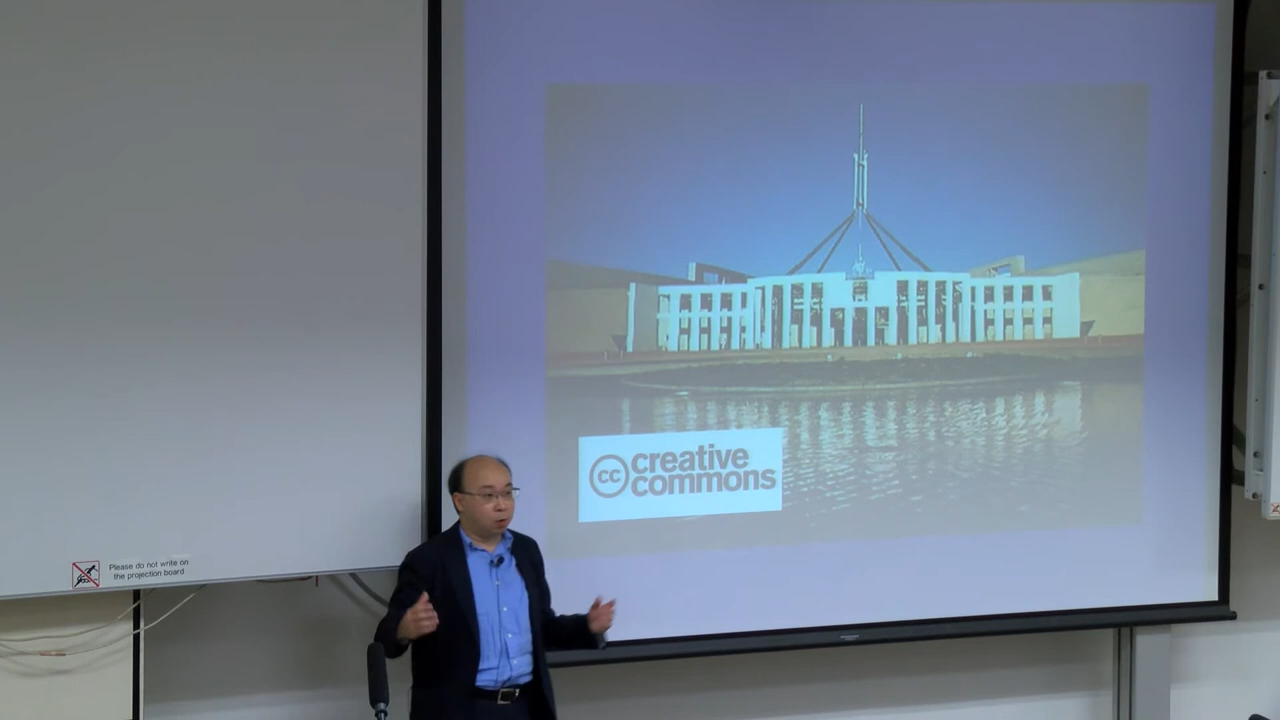 creative
commons
Please do not write on
the projection board